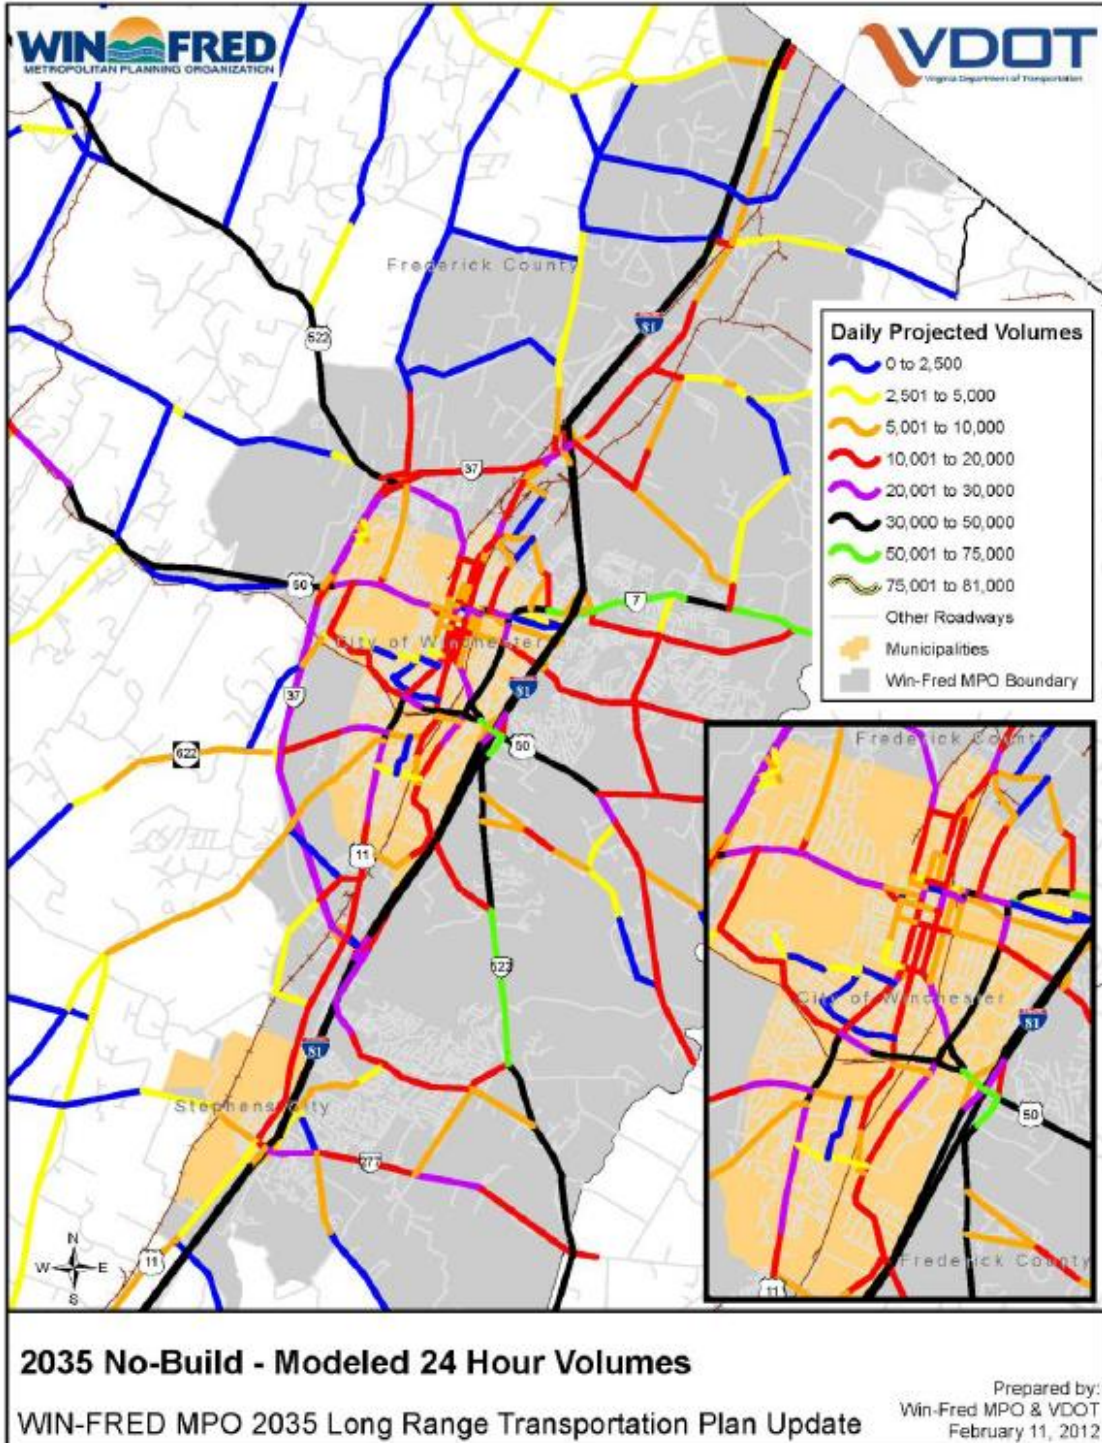 WIN FRED
METROPOLITAN PLANNING ORGANIZATION
VDOT
Virginia Department of Transportation
Frederick County
522
81
37
50
7
City of Winchester
37
81
50
622
11
522
81
Stephens City
277
11
N
W E
S
Daily Projected Volumes
0 to 2,500
2,501 to 5,000
5,001 to 10,000
10,001 to 20,000
20,001 to 30,000
30,000 to 50,000
50,001 to 75,000
75,001 to 81,000
Other Roadways
Municipalities
Win-Fred MPO Boundary
Frederick County
City of Winchester
81
50
Frederick County
11
2035 No-Build - Modeled 24 Hour Volumes
WIN-FRED MPO 2035 Long Range Transportation Plan Update
Prepared by:
Win-Fred MPO & VDOT
February 11, 2012